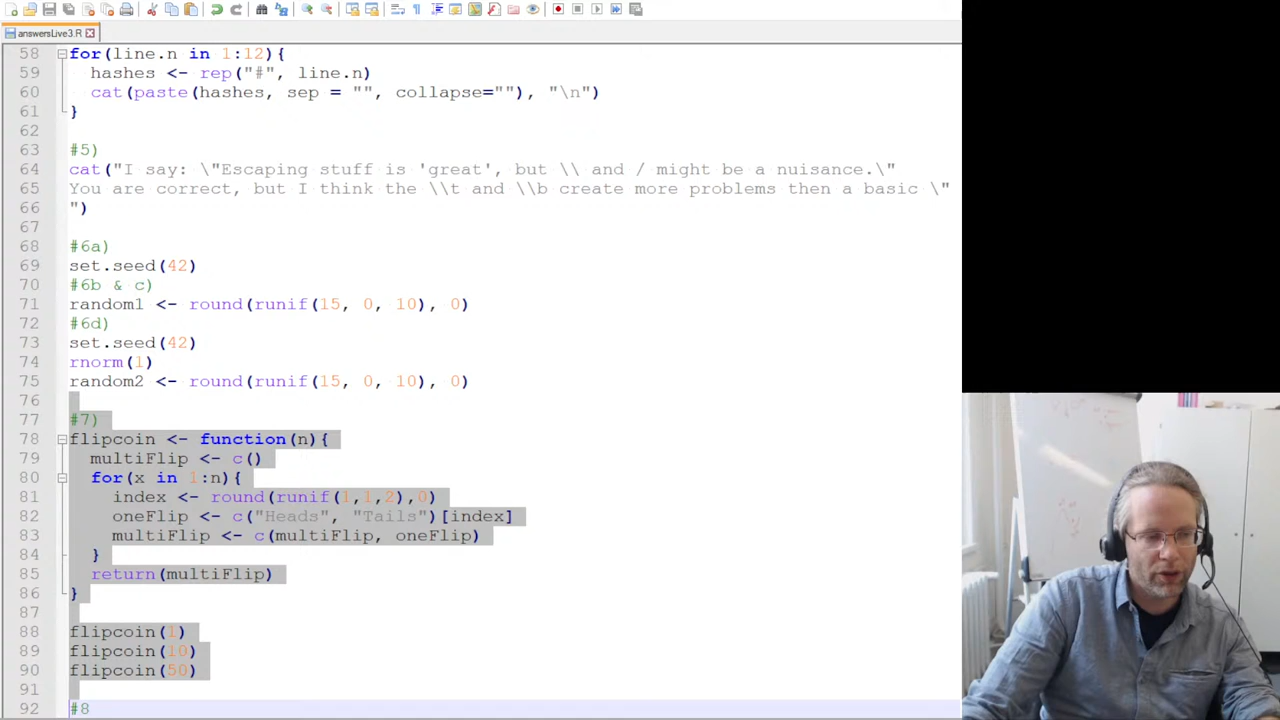 answersLive3.R
58 for(line.n in 1:12){
59 hashes <- rep("#", line.n)
60 cat(paste(hashes, sep = "", collapse=""), "\n")
61 }
62
63 #5)
64 cat("I say: \"Escaping stuff is 'great', but \\ and / might be a nuisance.\"
65 You are correct, but I think the \\t and \\b create more problems then a basic \"
66 ")
67
68 #6a)
69 set.seed(42)
70 #6b & c)
71 random1 <- round(runif(15, 0, 10), 0)
72 #6d)
73 set.seed(42)
74 rnorm(1)
75 random2 <- round(runif(15, 0, 10), 0)
76
77 #7)
78 flipcoin <- function(n){
79 multiFlip <- c()
80 for(x in 1:n){
81 index <- round(runif(1,1,2),0)
82 oneFlip <- c("Heads", "Tails")[index]
83 multiFlip <- c(multiFlip, oneFlip)
84 }
85 return(multiFlip)
86 }
87
88 flipcoin(1)
89 flipcoin(10)
90 flipcoin(50)
91
92 #8